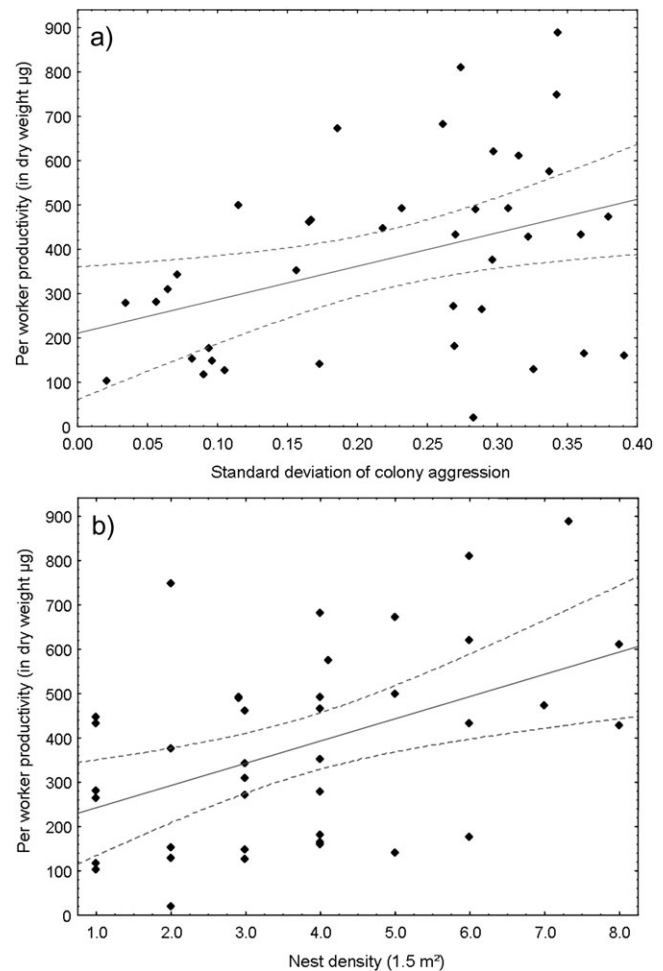 a)
900
800
700
600
500
400
300
200
100
0
Per worker productivity (in dry weight µg)
0.00 0.05 0.10 0.15 0.20 0.25 0.30 0.35 0.40
Standard deviation of colony aggression
b)
900
800
700
600
500
400
300
200
100
0
Per worker productivity (in dry weight µg)
1.0 2.0 3.0 4.0 5.0 6.0 7.0 8.0
Nest density (1.5 m²)